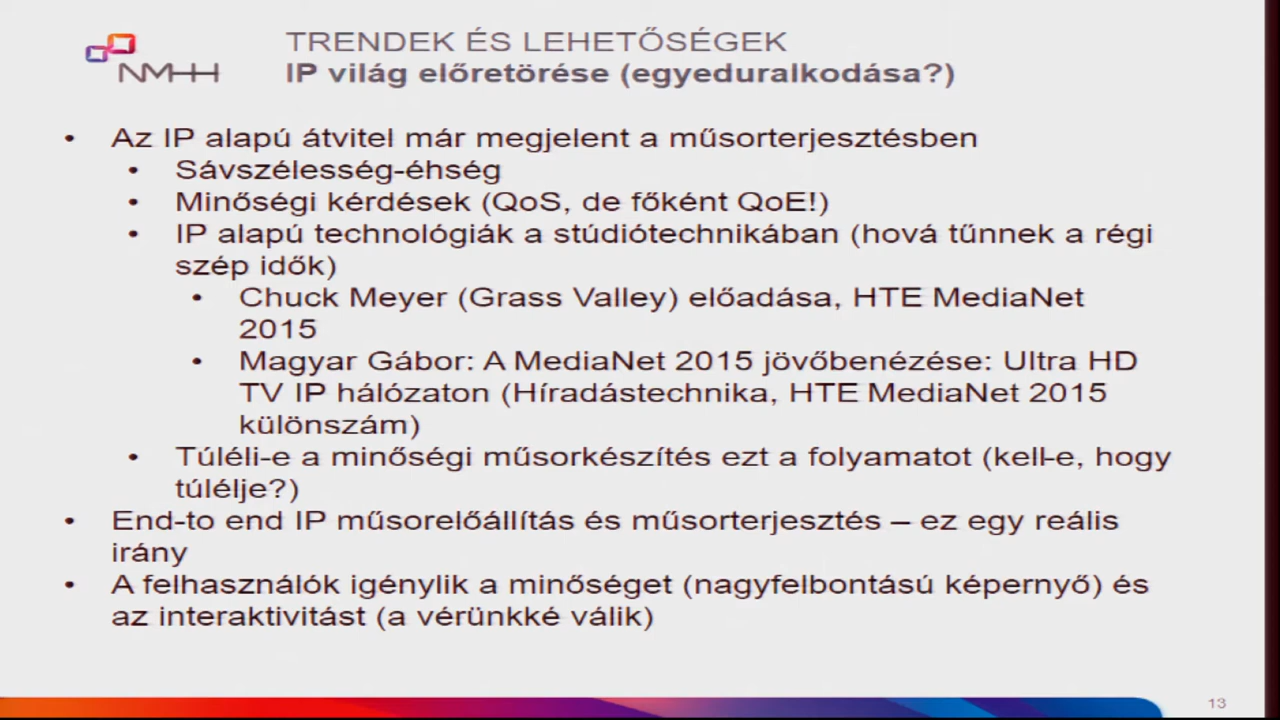 NMHH
TRENDEK ÉS LEHETŐSÉGEK
IP világ előretörése (egyeduralkodása?)
• Az IP alapú átvitel már megjelent a műsorterjesztésben
• Sávszélesség-éhség
• Minőségi kérdések (QoS, de főként QoE!)
• IP alapú technológiák a stúdiótechnikában (hová tűnnek a régi
szép idők)
• Chuck Meyer (Grass Valley) előadása, HTE MediaNet
2015
• Magyar Gábor: A MediaNet 2015 jövőbenézése: Ultra HD
TV IP hálózaton (Híradástechnika, HTE MediaNet 2015
különszám)
• Túléli-e a minőségi műsorkészítés ezt a folyamatot (kell-e, hogy
túlélje?)
• End-to end IP műsorelőállítás és műsorterjesztés – ez egy reális
irány
• A felhasználók igénylik a minőséget (nagyfelbontású képernyő) és
az interaktivitást (a vérünkké válik)
13